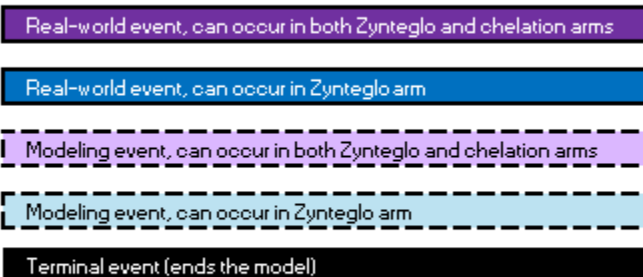 Real-world event, can occur in both Zynteglo and chelation arms
Real-world event, can occur in Zynteglo arm
Modeling event, can occur in both Zynteglo and chelation arms
Modeling event, can occur in Zynteglo arm
Terminal event (ends the model)